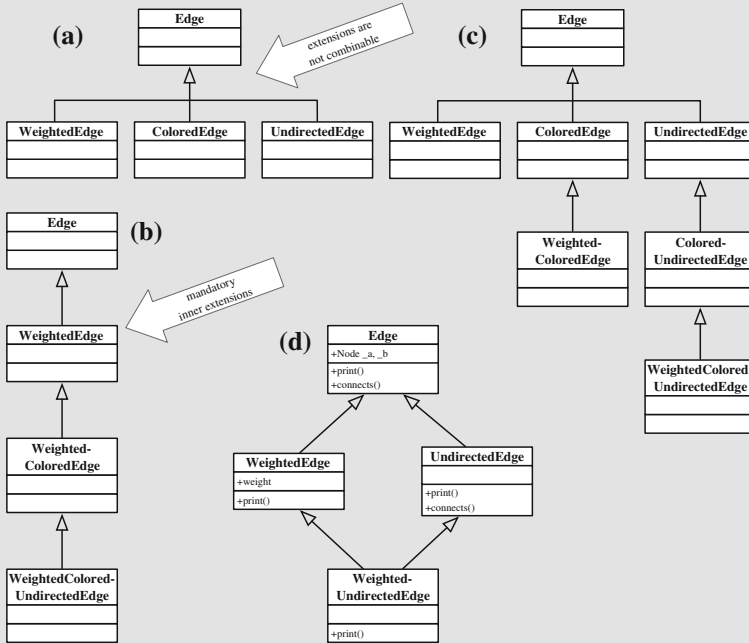 (a)
Edge
extensions are
not combinable
WeightedEdge
ColoredEdge
UndirectedEdge
(c)
Edge
WeightedEdge
ColoredEdge
UndirectedEdge
Weighted-
ColoredEdge
Colored-
UndirectedEdge
WeightedColored-
UndirectedEdge
(b)
Edge
mandatory
inner extensions
WeightedEdge
Weighted-
ColoredEdge
WeightedColored-
UndirectedEdge
(d)
Edge
+Node _a, _b
+print()
+connects()
WeightedEdge
+weight
+print()
UndirectedEdge
+print()
+connects()
Weighted-
UndirectedEdge
+print()